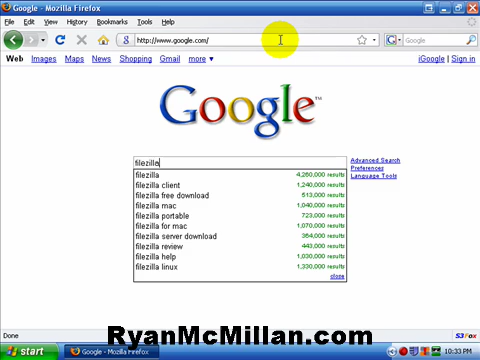 Google - Mozilla Firefox
File Edit View History Bookmarks Tools Help
http://www.google.com/
Google
Web Images Maps News Shopping Gmail more ▼ iGoogle | Sign in
Google™
filezilla
Advanced Search
Preferences
Language Tools
filezilla 4,260,000 results
filezilla client 1,240,000 results
filezilla free download 513,000 results
filezilla mac 1,040,000 results
filezilla portable 723,000 results
filezilla for mac 1,070,000 results
filezilla server download 364,000 results
filezilla review 443,000 results
filezilla help 1,030,000 results
filezilla linux 1,330,000 results
close
Done
S3 Fox
RyanMcMillan.com
start
Google - Mozilla Firefox
10:33 PM